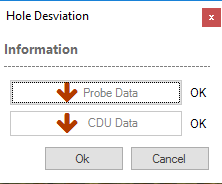 Hole Desviation
x
Information
Probe Data OK
CDU Data OK
Ok Cancel